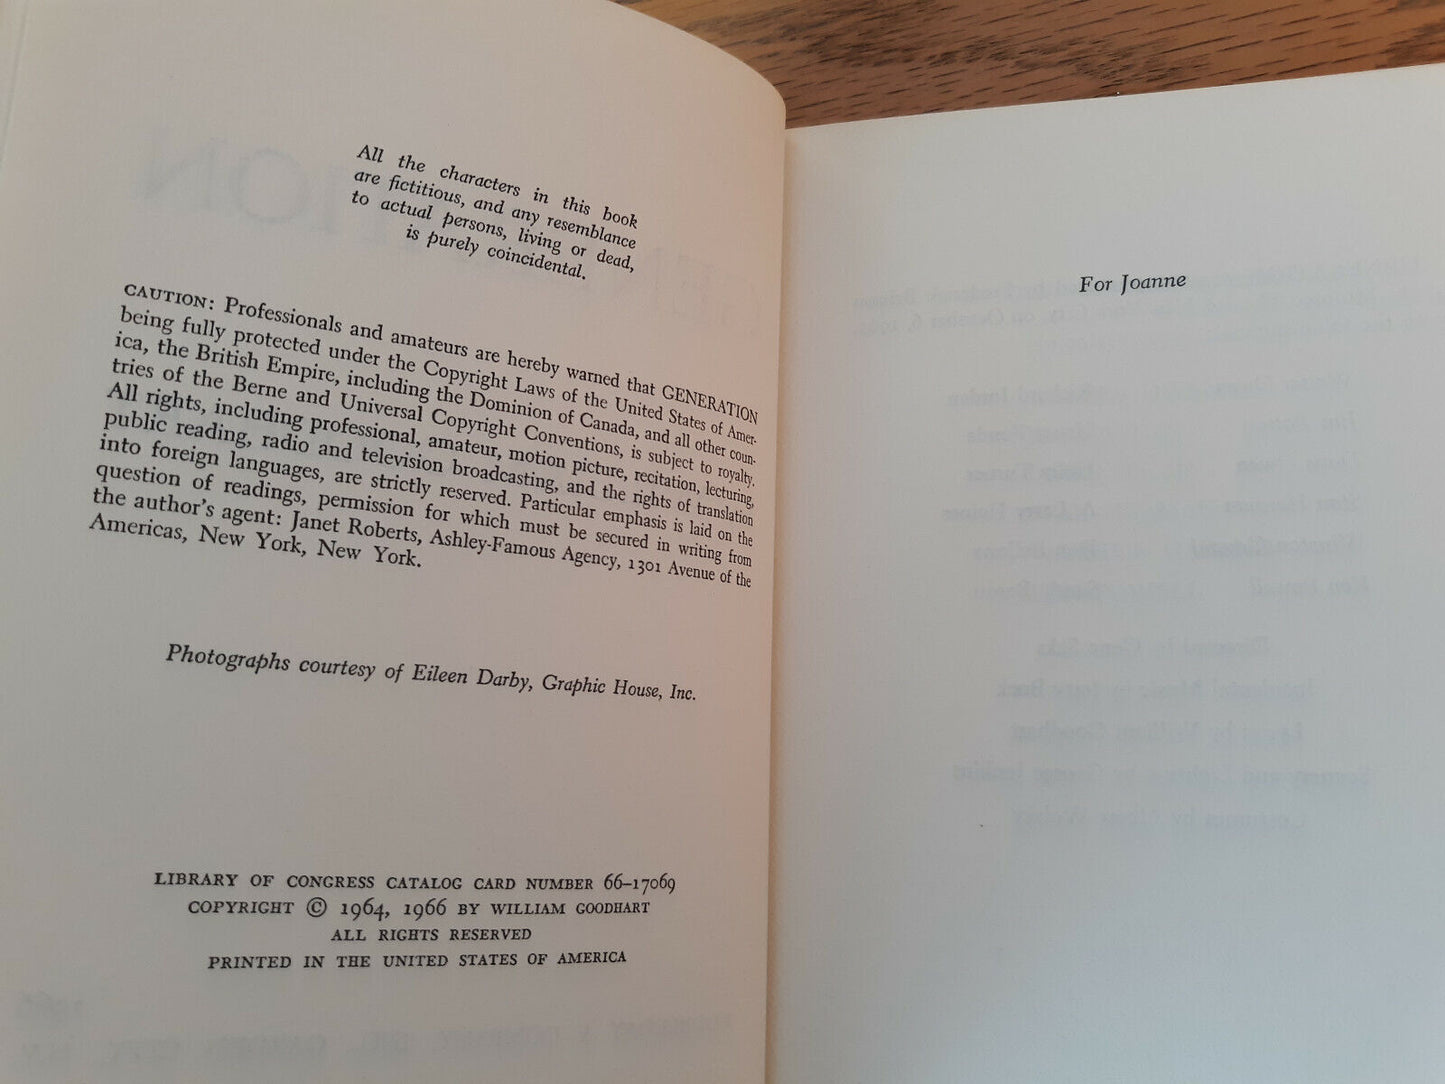 All the characters in this book
are fictitious, and any resemblance
to actual persons, living or dead,
is purely coincidental.
CAUTION: Professionals and amateurs are hereby warned that GENERATION
being fully protected under the Copyright Laws of the United States of Amer-
ica, the British Empire, including the Dominion of Canada, and all other coun-
tries of the Berne and Universal Copyright Conventions, is subject to royalty.
All rights, including professional, amateur, motion picture, recitation, lecturing,
public reading, radio and television broadcasting, and the rights of translation
into foreign languages, are strictly reserved. Particular emphasis is laid on the
question of readings, permission for which must be secured in writing from
the author's agent: Janet Roberts, Ashley-Famous Agency, 1301 Avenue of the
Americas, New York, New York.
Photographs courtesy of Eileen Darby, Graphic House, Inc.
LIBRARY OF CONGRESS CATALOG CARD NUMBER 66–17069
COPYRIGHT © 1964, 1966 BY WILLIAM GOODHART
ALL RIGHTS RESERVED
PRINTED IN THE UNITED STATES OF AMERICA
For Joanne